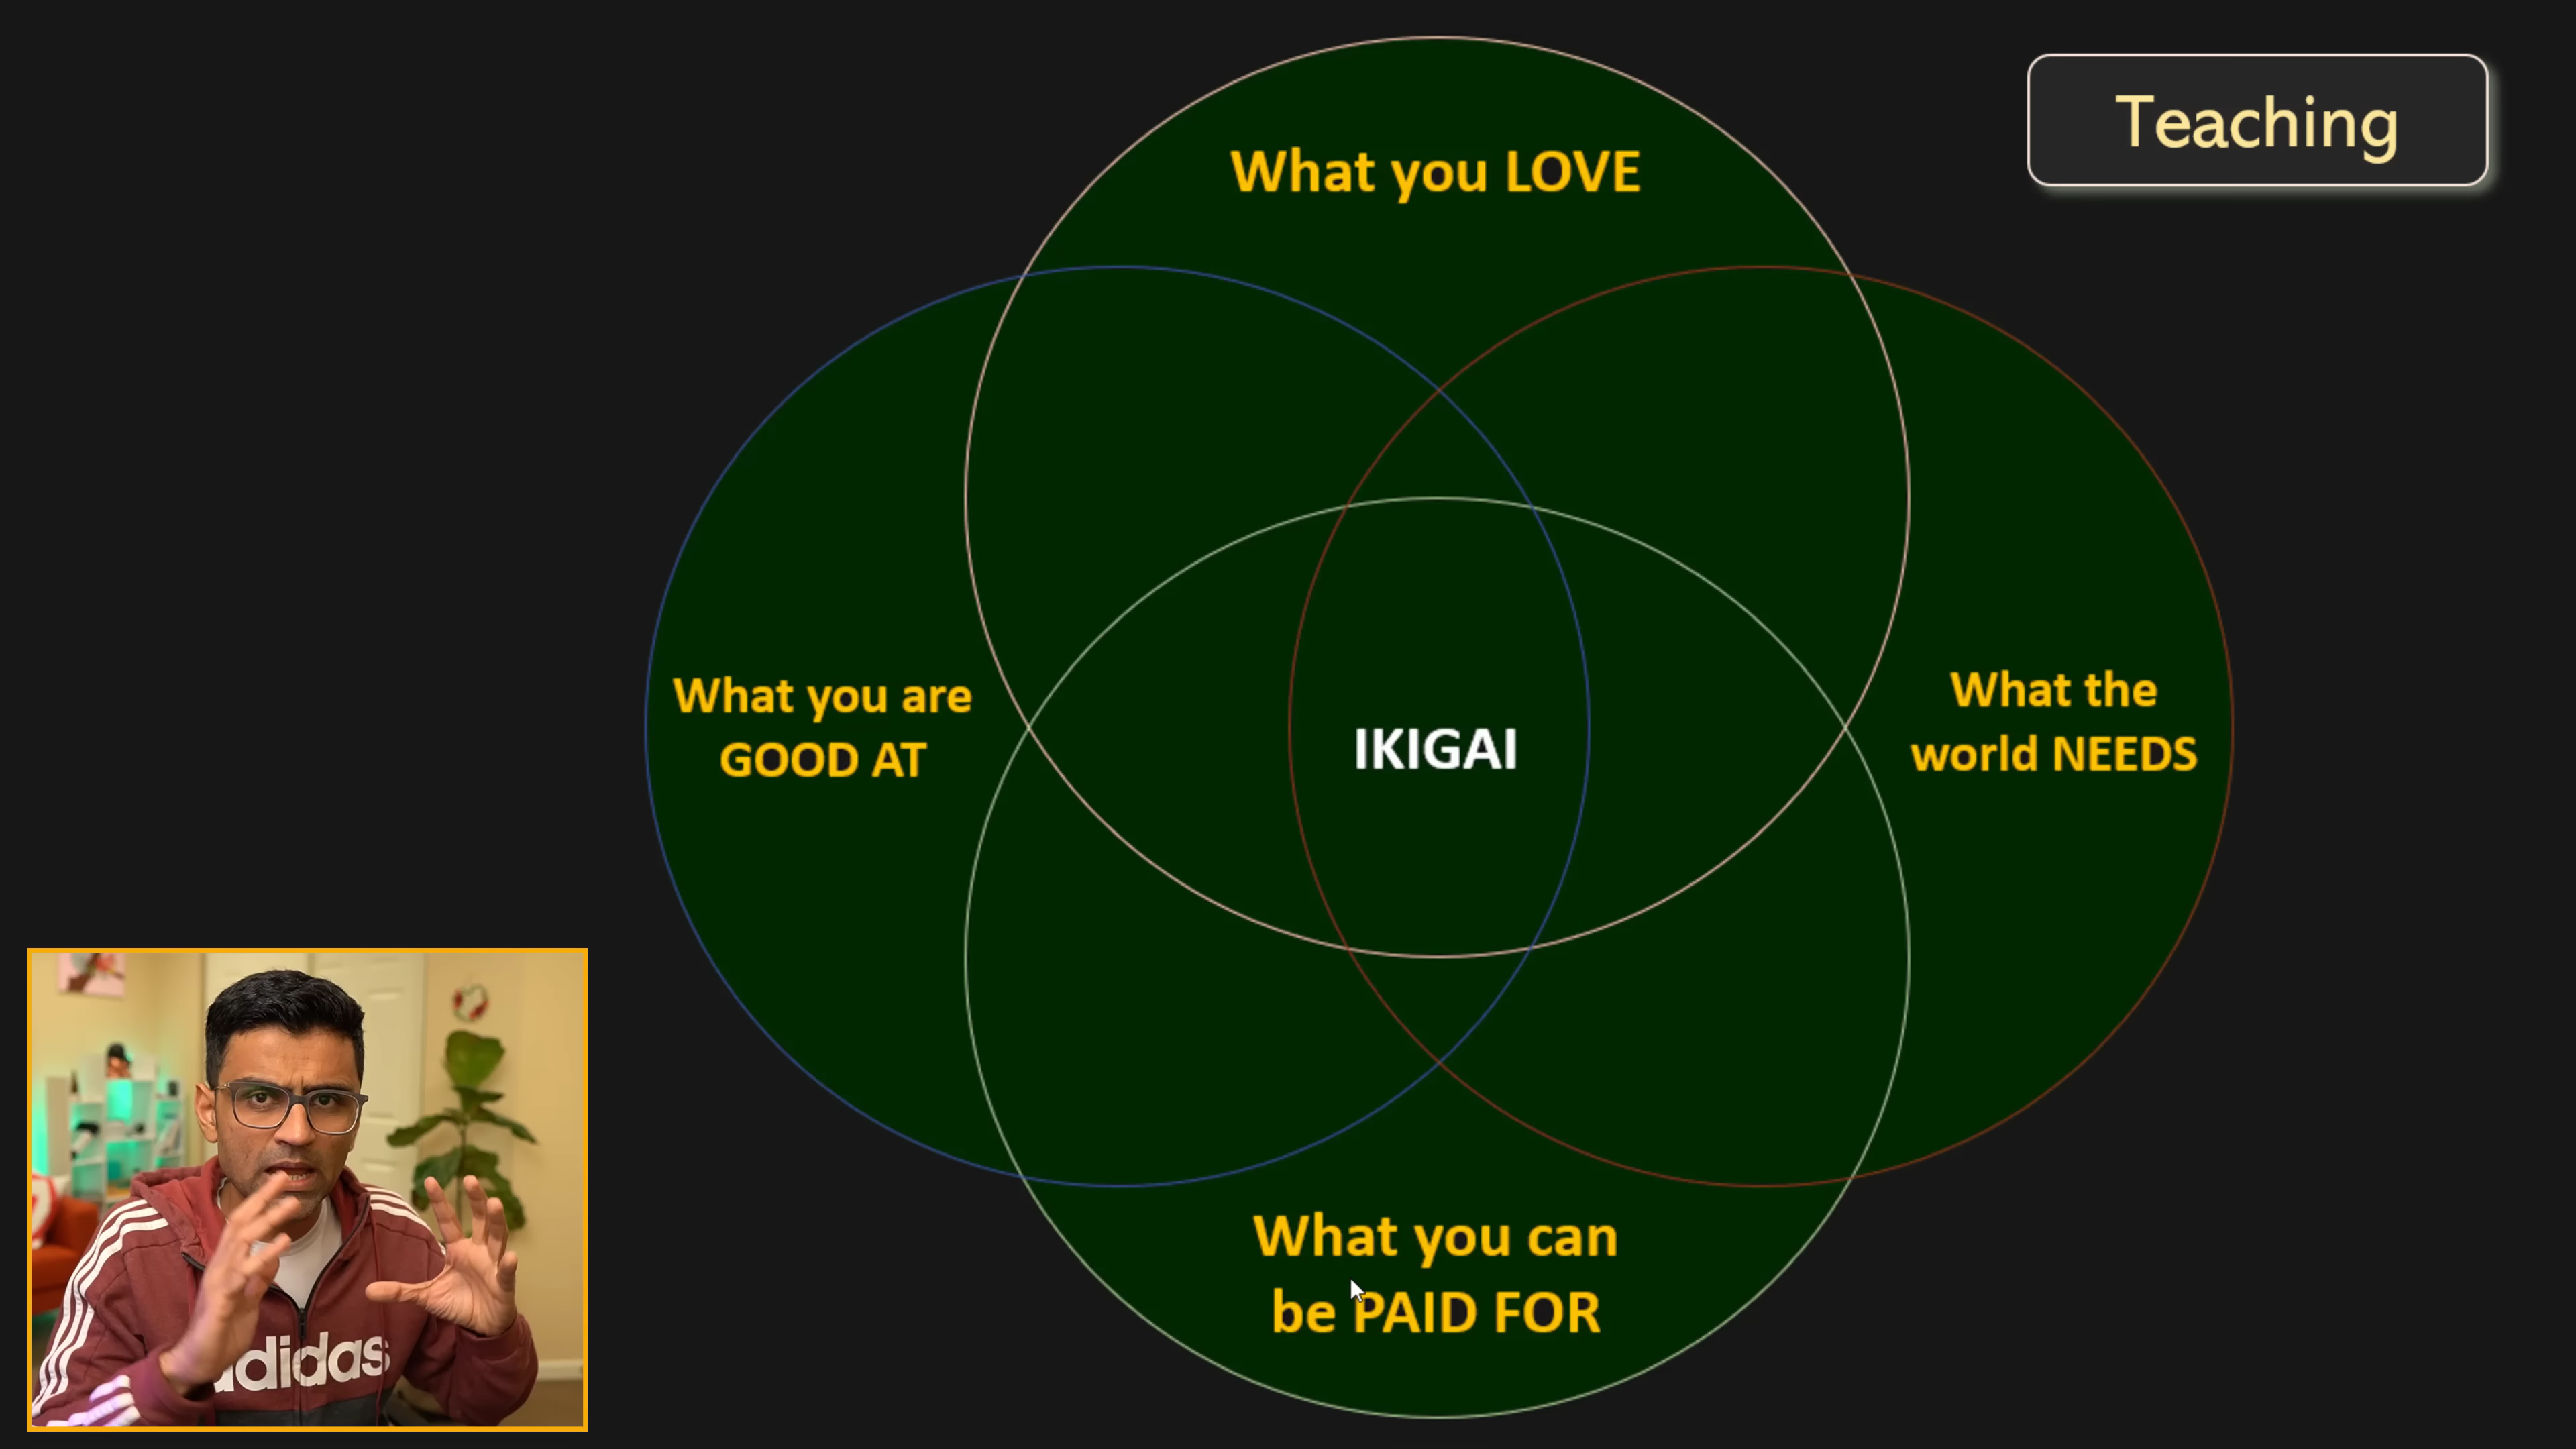 Teaching
What you LOVE
What you are
GOOD AT
IKIGAI
What the
world NEEDS
What you can
be PAID FOR
adidas